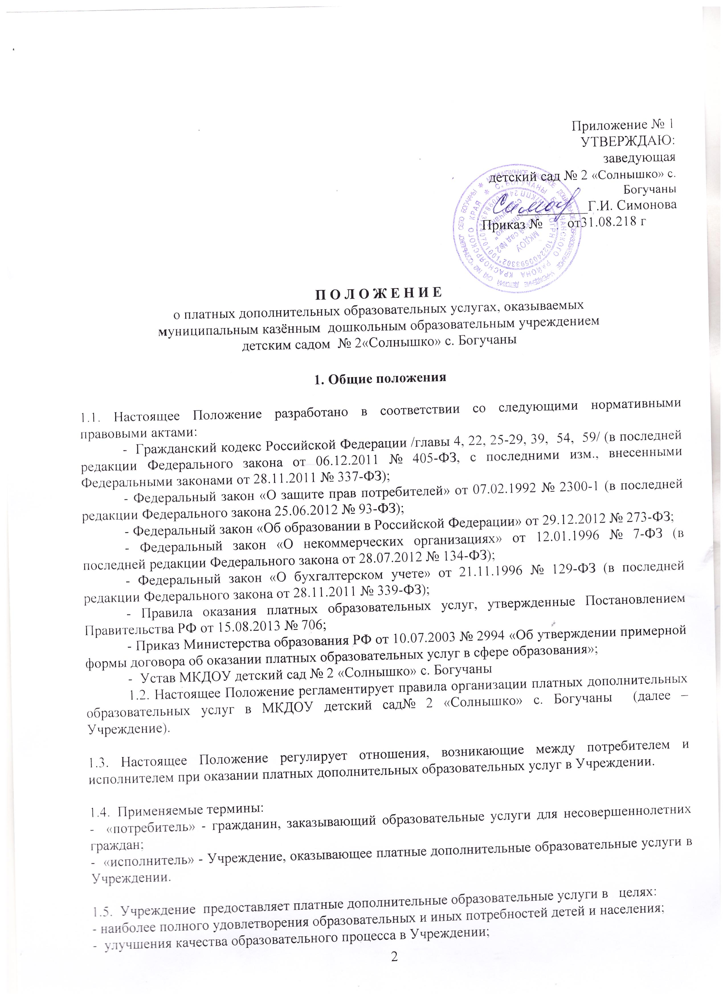 Приложение № 1
УТВЕРЖДАЮ:
заведующая
детский сад № 2 «Солнышко» с.
Богучаны
Г.И. Симонова
Приказ № от31.08.218 г
П О Л О Ж Е Н И Е
о платных дополнительных образовательных услугах, оказываемых
муниципальным казённым дошкольным образовательным учреждением
детским садом № 2«Солнышко» с. Богучаны
1. Общие положения
1.1. Настоящее Положение разработано в соответствии со следующими нормативными
правовыми актами:
- Гражданский кодекс Российской Федерации /главы 4, 22, 25-29, 39, 54, 59/ (в последней
редакции Федерального закона от 06.12.2011 № 405-ФЗ, с последними изм., внесенными
Федеральными законами от 28.11.2011 № 337-ФЗ);
- Федеральный закон «О защите прав потребителей» от 07.02.1992 № 2300-1 (в последней
редакции Федерального закона 25.06.2012 № 93-ФЗ);
- Федеральный закон «Об образовании в Российской Федерации» от 29.12.2012 № 273-ФЗ;
- Федеральный закон «О некоммерческих организациях» от 12.01.1996 № 7-ФЗ (в
последней редакции Федерального закона от 28.07.2012 № 134-ФЗ);
- Федеральный закон «О бухгалтерском учете» от 21.11.1996 № 129-ФЗ (в последней
редакции Федерального закона от 28.11.2011 № 339-ФЗ);
- Правила оказания платных образовательных услуг, утвержденные Постановлением
Правительства РФ от 15.08.2013 № 706;
- Приказ Министерства образования РФ от 10.07.2003 № 2994 «Об утверждении примерной
формы договора об оказании платных образовательных услуг в сфере образования»;
- Устав МКДОУ детский сад № 2 «Солнышко» с. Богучаны
1.2. Настоящее Положение регламентирует правила организации платных дополнительных
образовательных услуг в МКДОУ детский сад№ 2 «Солнышко» с. Богучаны (далее –
Учреждение).
1.3. Настоящее Положение регулирует отношения, возникающие между потребителем и
исполнителем при оказании платных дополнительных образовательных услуг в Учреждении.
1.4. Применяемые термины:
- «потребитель» - гражданин, заказывающий образовательные услуги для несовершеннолетних
граждан;
- «исполнитель» - Учреждение, оказывающее платные дополнительные образовательные услуги в
Учреждении.
1.5. Учреждение предоставляет платные дополнительные образовательные услуги в целях:
- наиболее полного удовлетворения образовательных и иных потребностей детей и населения;
- улучшения качества образовательного процесса в Учреждении;
2